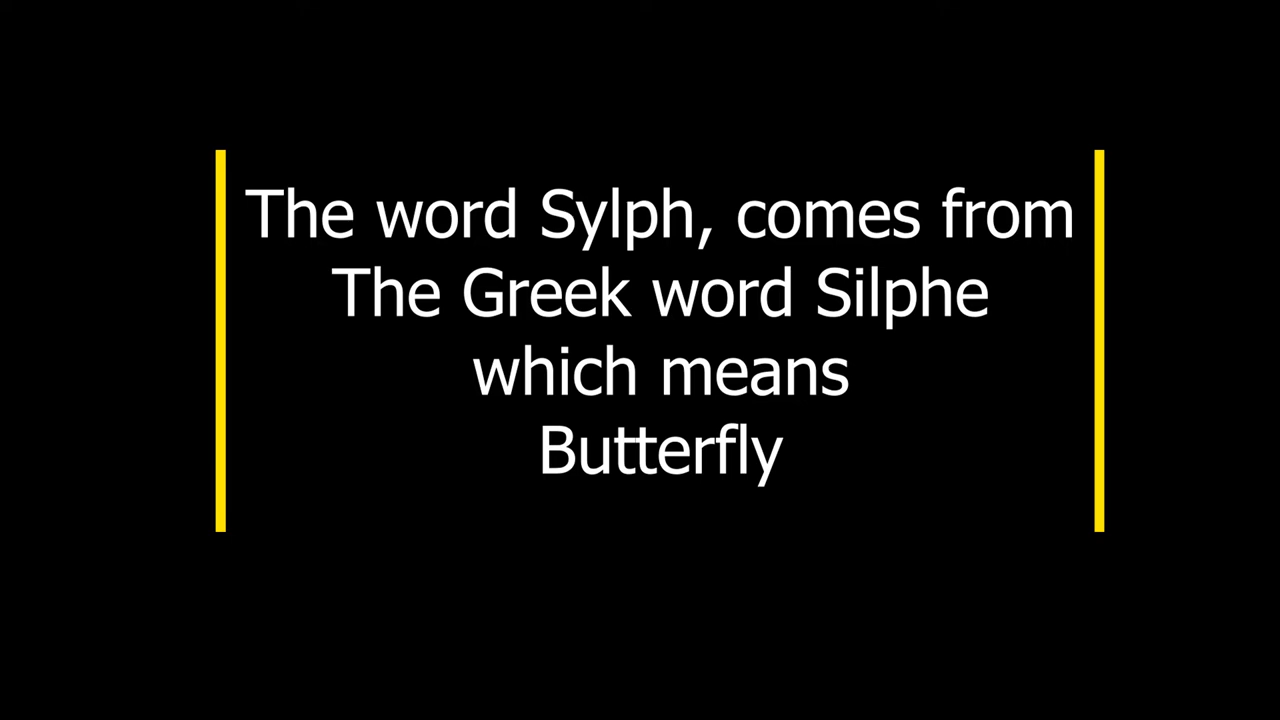 The word Sylph, comes from
The Greek word Silphe
which means
Butterfly